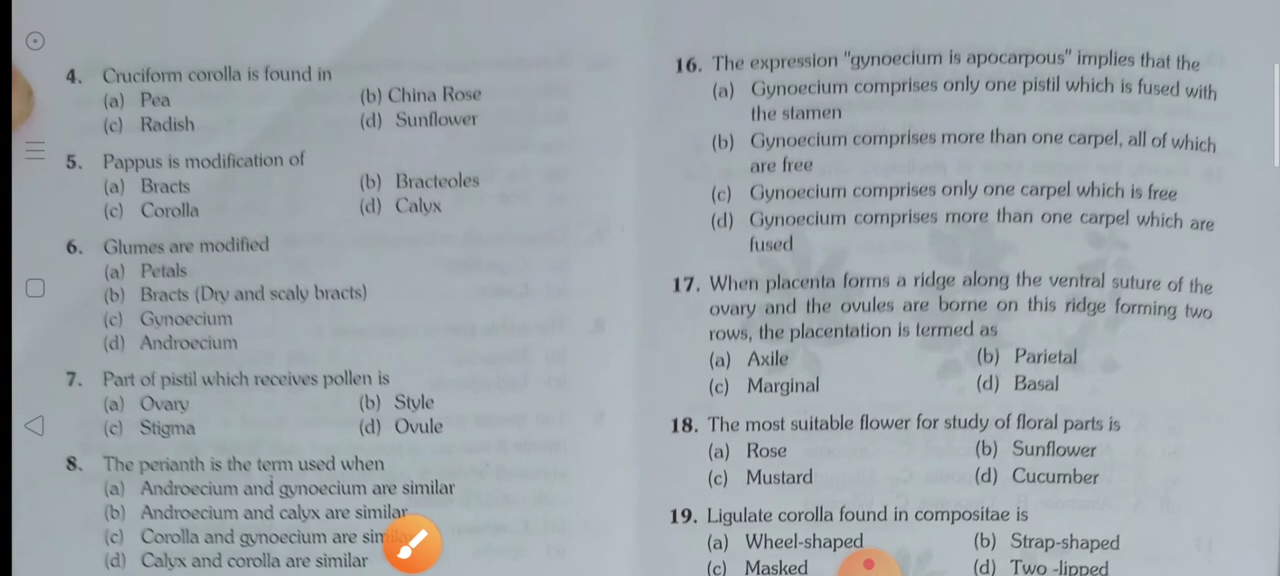 4. Cruciform corolla is found in
(a) Pea (b) China Rose
(c) Radish (d) Sunflower
5. Pappus is modification of
(a) Bracts (b) Bracteoles
(c) Corolla (d) Calyx
6. Glumes are modified
(a) Petals
(b) Bracts (Dry and scaly bracts)
(c) Gynoecium
(d) Androecium
7. Part of pistil which receives pollen is
(a) Ovary (b) Style
(c) Stigma (d) Ovule
8. The perianth is the term used when
(a) Androecium and gynoecium are similar
(b) Androecium and calyx are similar
(c) Corolla and gynoecium are similar
(d) Calyx and corolla are similar
16. The expression "gynoecium is apocarpous" implies that the
(a) Gynoecium comprises only one pistil which is fused with
the stamen
(b) Gynoecium comprises more than one carpel, all of which
are free
(c) Gynoecium comprises only one carpel which is free
(d) Gynoecium comprises more than one carpel which are
fused
17. When placenta forms a ridge along the ventral suture of the
ovary and the ovules are borne on this ridge forming two
rows, the placentation is termed as
(a) Axile (b) Parietal
(c) Marginal (d) Basal
18. The most suitable flower for study of floral parts is
(a) Rose (b) Sunflower
(c) Mustard (d) Cucumber
19. Ligulate corolla found in compositae is
(a) Wheel-shaped (b) Strap-shaped
(c) Masked (d) Two -lipped